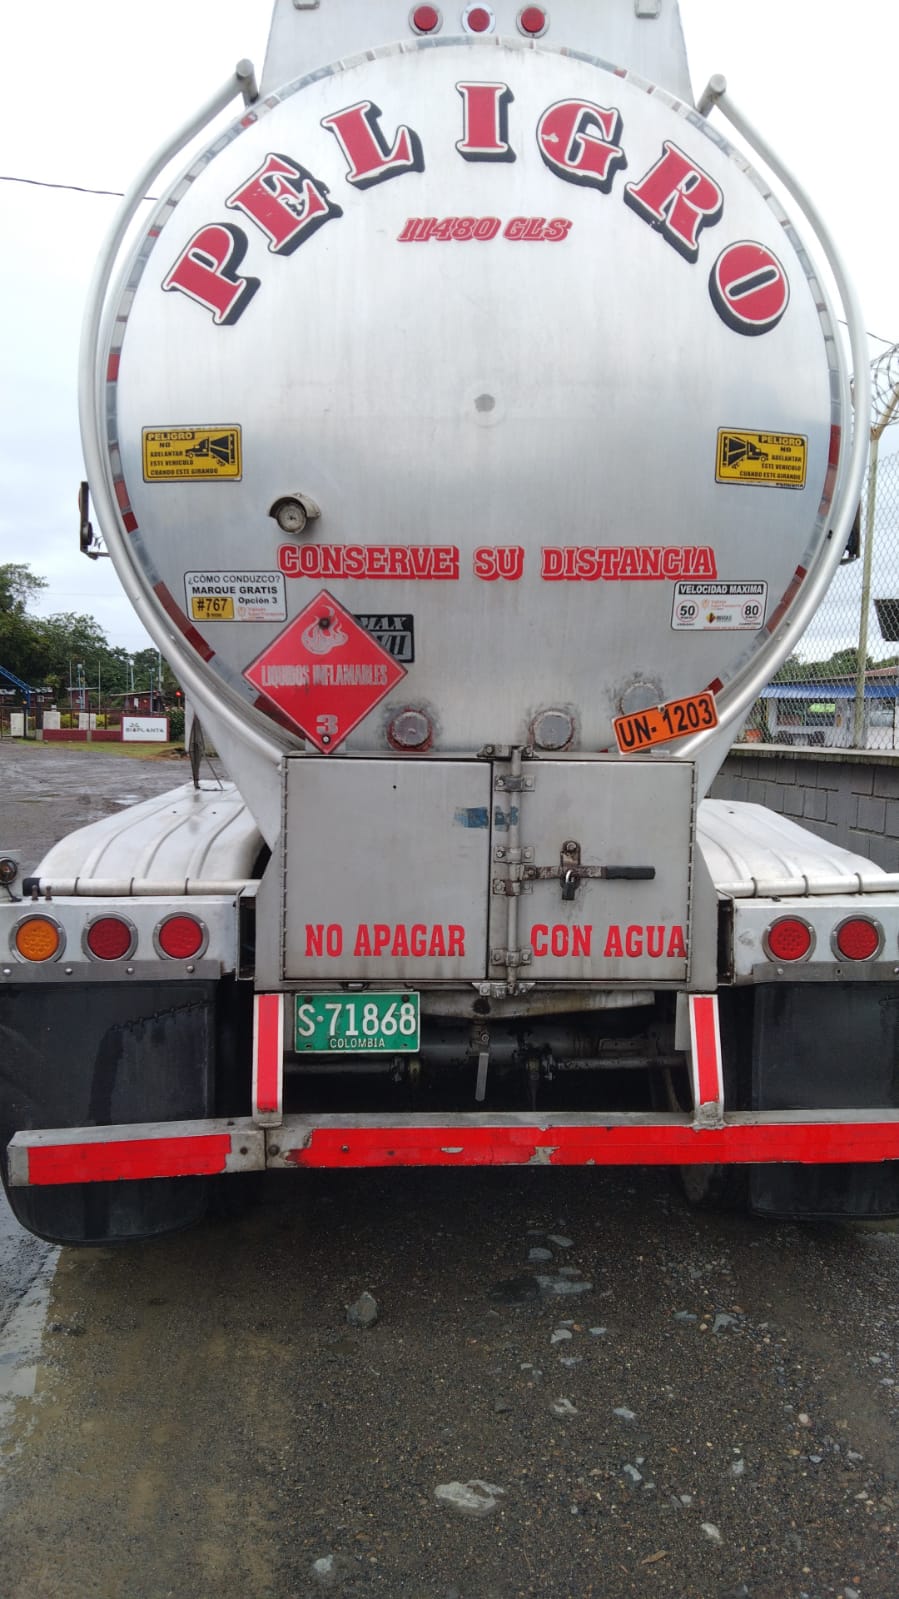 PELIGRO
11480 GLS
PELIGRO
NO
ADELANTAR
ESTE VEHICULO
CUANDO ESTE GIRANDO
PELIGRO
NO
ADELANTAR
ESTE VEHICULO
CUANDO ESTE GIRANDO
CONSERVE SU DISTANCIA
¿CÓMO CONDUZCO?
MARQUE GRATIS
#767 Opción 3
VELOCIDAD MAXIMA
50 80
LIQUIDOS INFLAMABLES
3
MAX
UN-1203
BIOPLANTA
NO APAGAR CON AGUA
S·71868
COLOMBIA